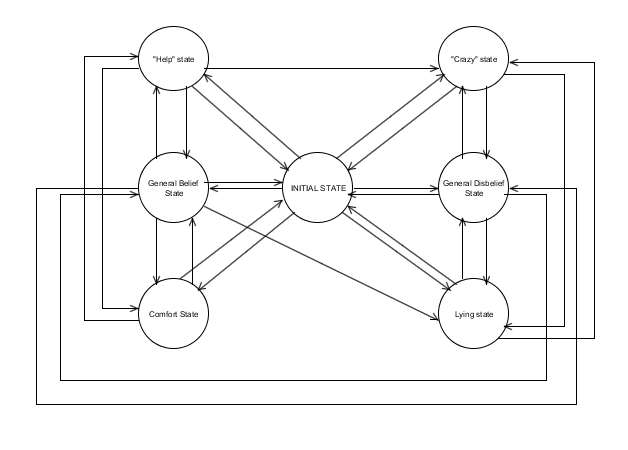 "Help" state
"Crazy" state
General Belief
State
INITIAL STATE
General Disbelief
State
Comfort State
Lying state